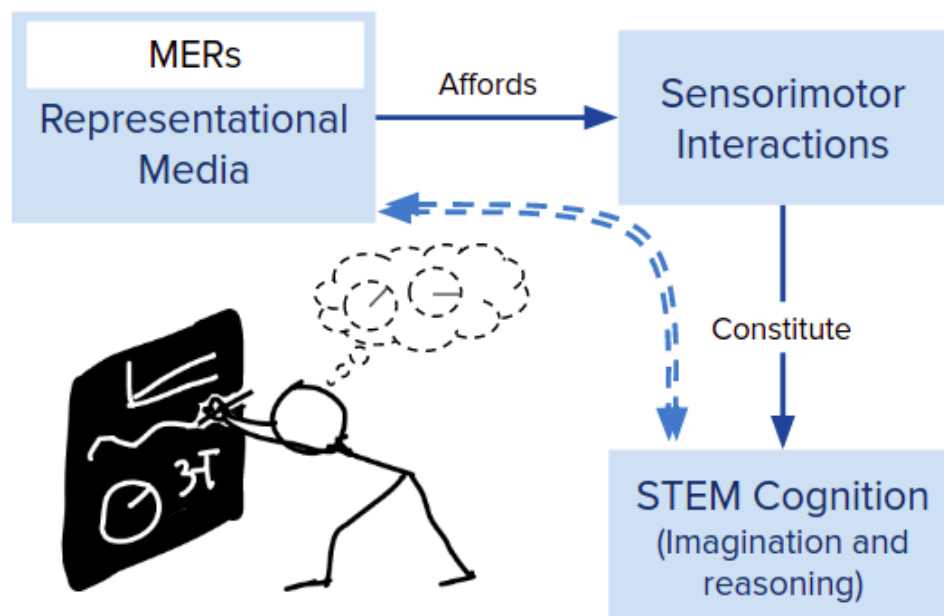 MERs
Representational
Media
Affords
Sensorimotor
Interactions
Constitute
STEM Cognition
(Imagination and
reasoning)
अ